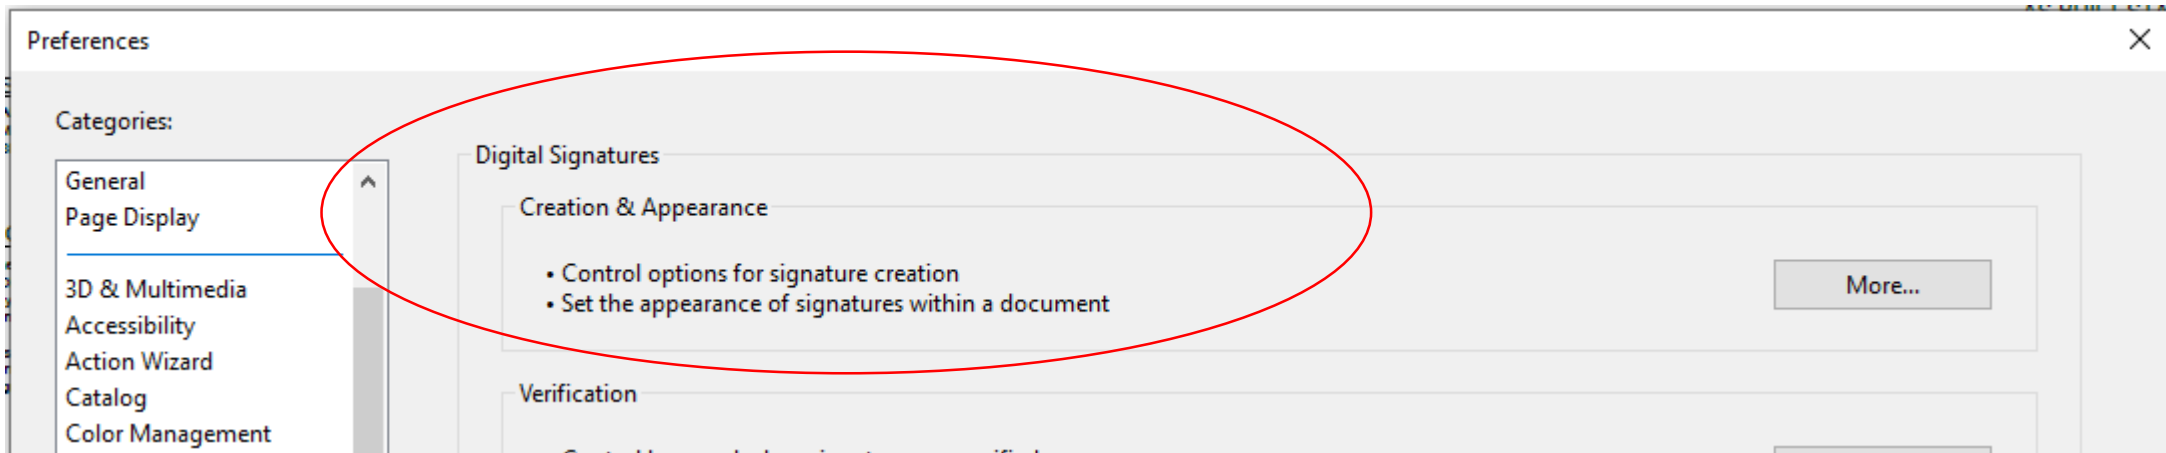 Preferences
Categories:
General
Page Display
3D & Multimedia
Accessibility
Action Wizard
Catalog
Color Management
Digital Signatures
Creation & Appearance
• Control options for signature creation
• Set the appearance of signatures within a document
More...
Verification